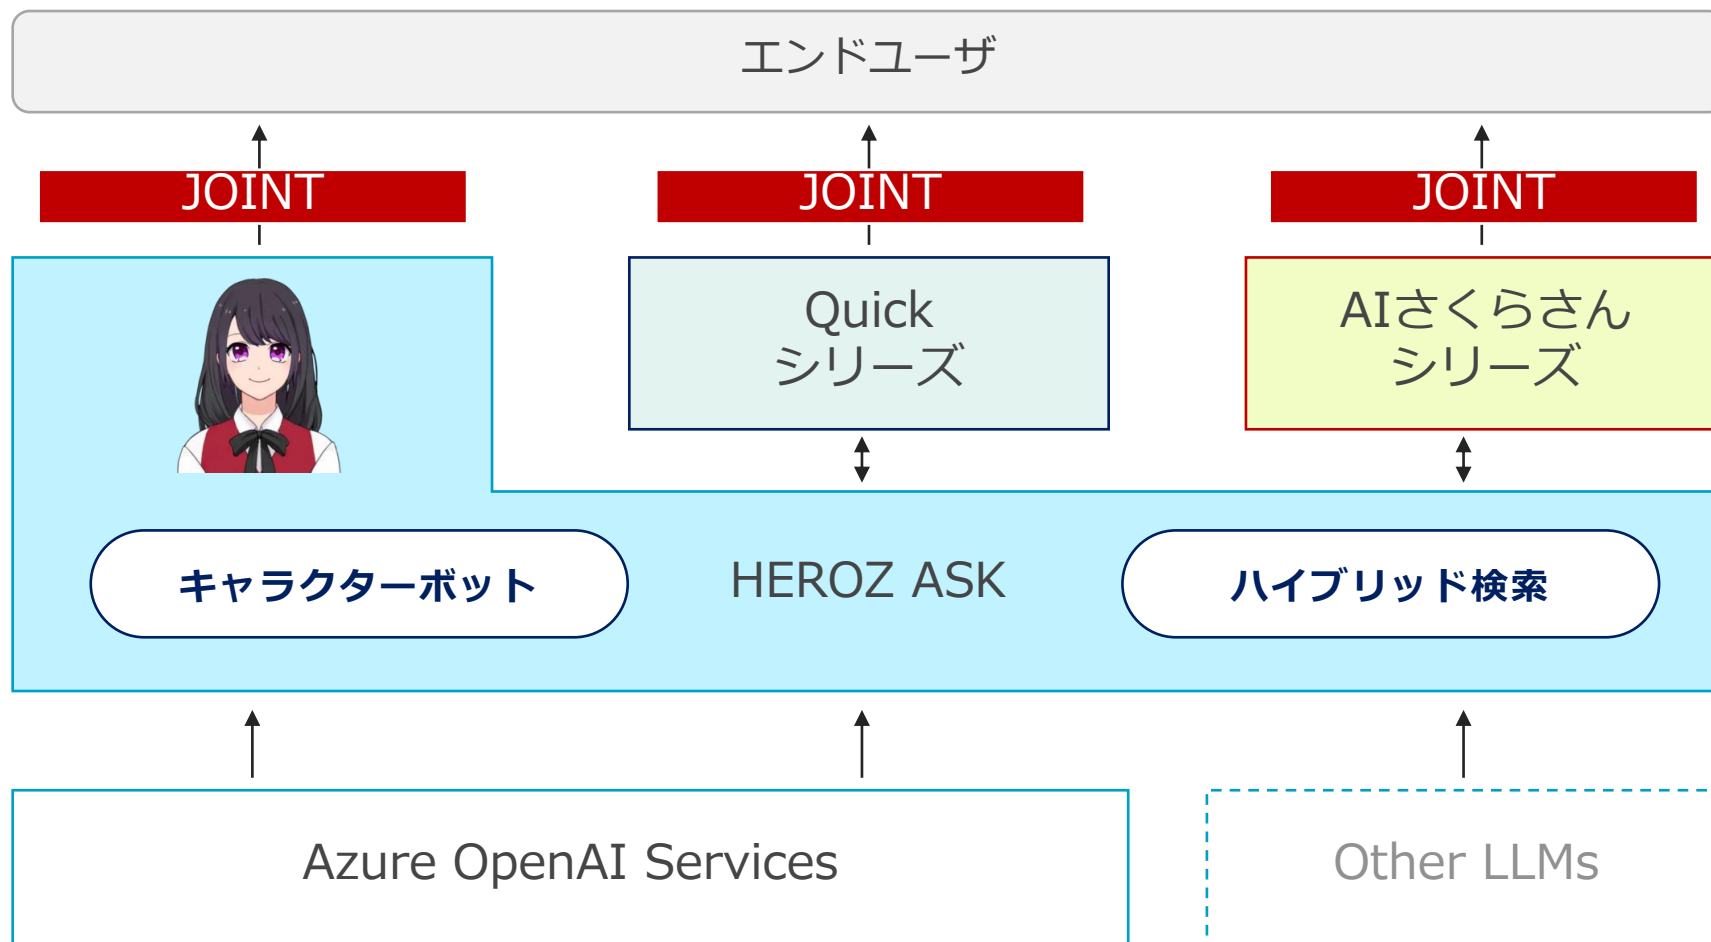 エンドユーザ
JOINT
JOINT
JOINT
Quick
シリーズ
AIさくらさん
シリーズ
キャラクターボット
HEROZ ASK
ハイブリッド検索
Azure OpenAI Services
Other LLMs